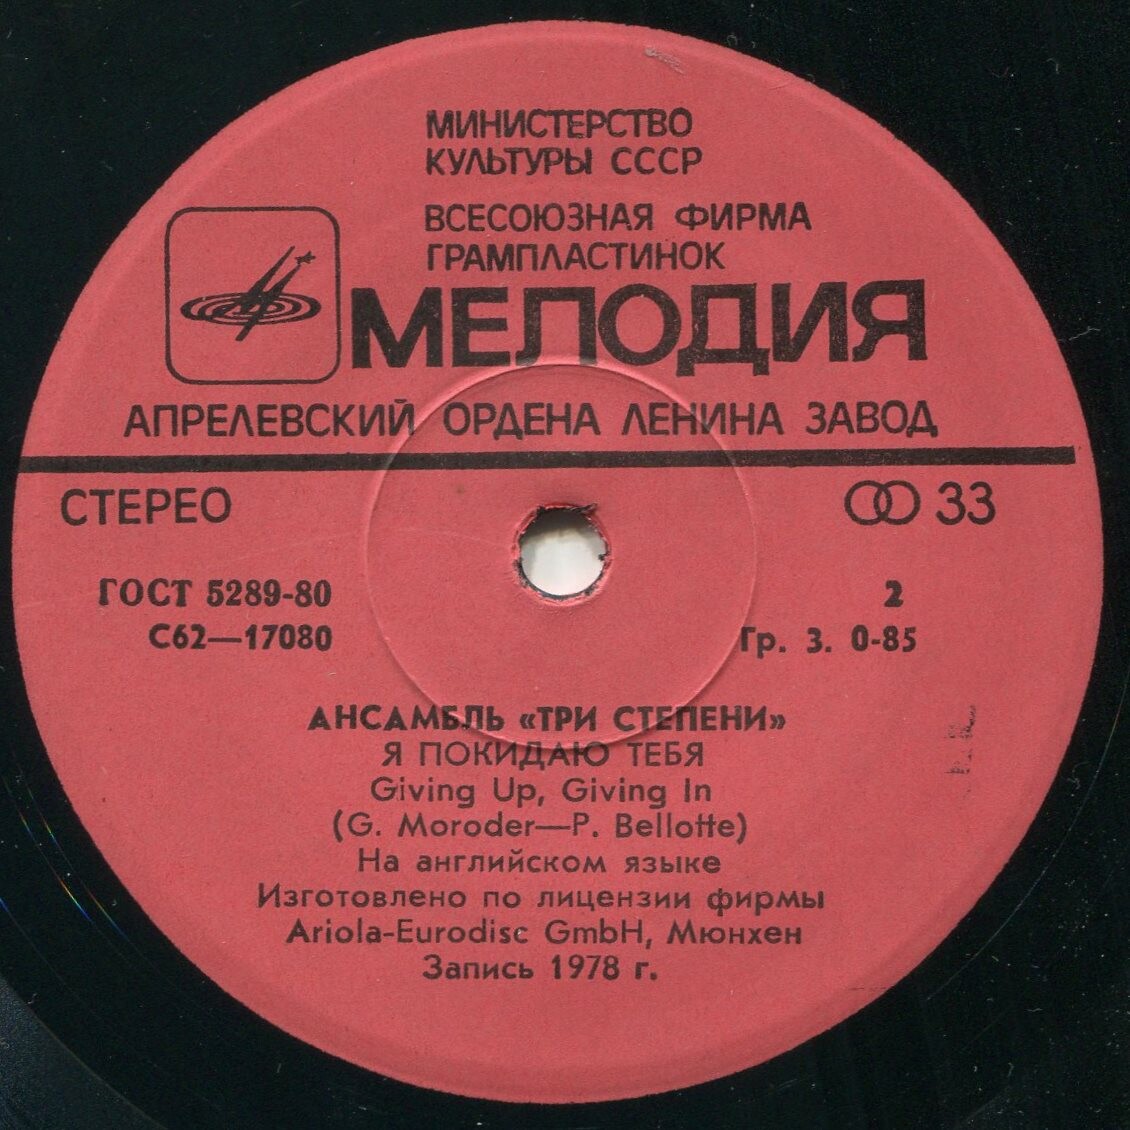 МИНИСТЕРСТВО
КУЛЬТУРЫ СССР
ВСЕСОЮЗНАЯ ФИРМА
ГРАМПЛАСТИНОК
МЕЛОДИЯ
АПРЕЛЕВСКИЙ ОРДЕНА ЛЕНИНА ЗАВОД
СТЕРЕО 33
ГОСТ 5289-80 2
С62—17080 Гр. 3. 0-85
АНСАМБЛЬ «ТРИ СТЕПЕНИ»
Я ПОКИДАЮ ТЕБЯ
Giving Up, Giving In
(G. Moroder—P. Bellotte)
На английском языке
Изготовлено по лицензии фирмы
Ariola-Eurodisc GmbH, Мюнхен
Запись 1978 г.